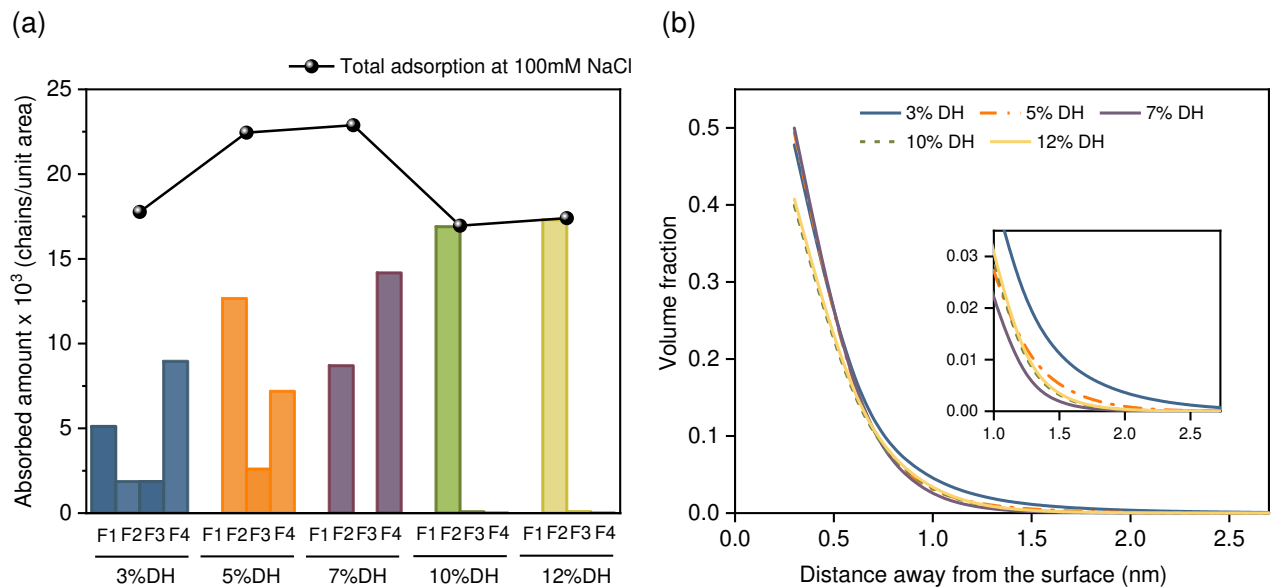 (a)
Total adsorption at 100mM NaCl
Absorbed amount x 10³ (chains/unit area)
25
20
15
10
5
0
F1 F2 F3 F4 F1 F2 F3 F4 F1 F2 F3 F4 F1 F2 F3 F4 F1 F2 F3 F4
3%DH 5%DH 7%DH 10%DH 12%DH
(b)
3% DH 5% DH 7% DH
10% DH 12% DH
Volume fraction
0.5
0.4
0.3
0.2
0.1
0.0
0.03
0.02
0.01
0.00
1.0 1.5 2.0 2.5
0.0 0.5 1.0 1.5 2.0 2.5
Distance away from the surface (nm)